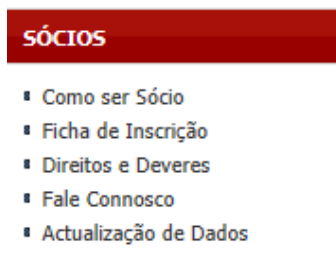 SÓCIOS
Como ser Sócio
Ficha de Inscrição
Direitos e Deveres
Fale Connosco
Actualização de Dados